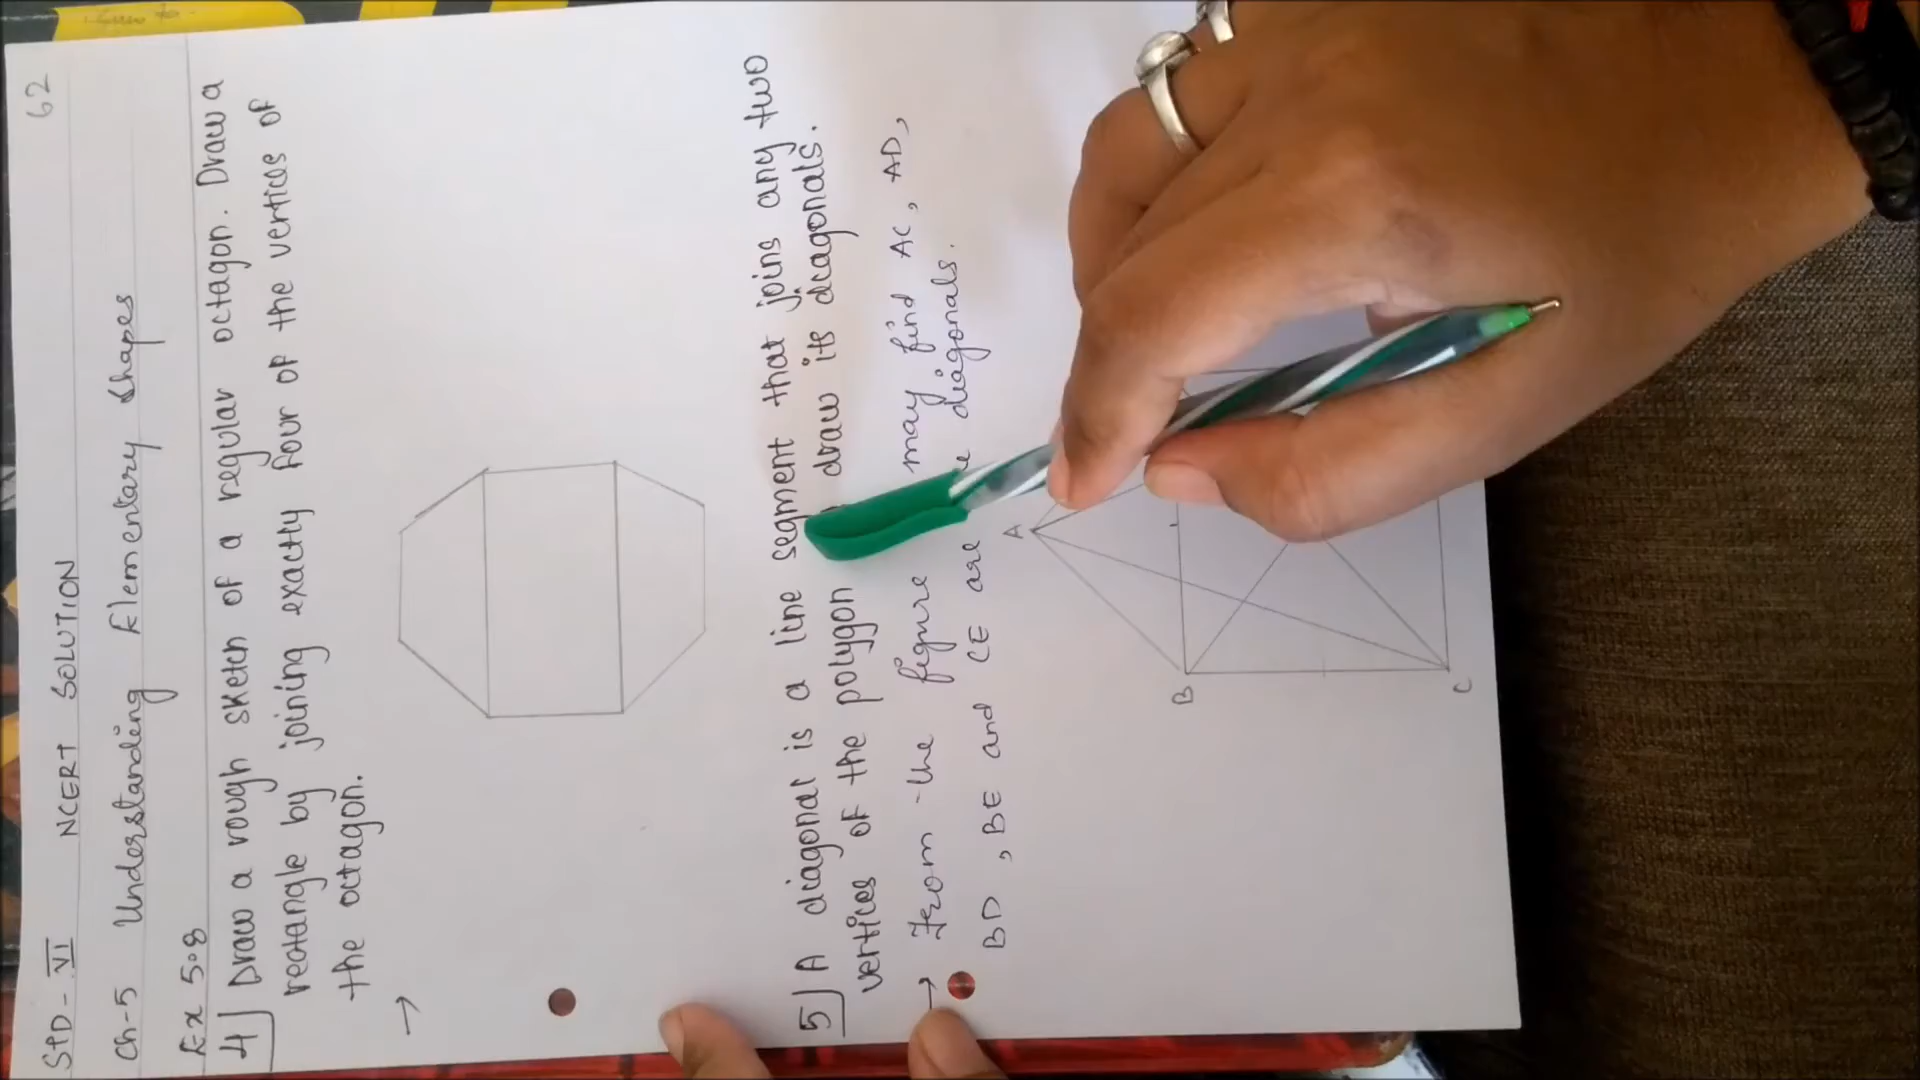 62
STD - VI NCERT SOLUTION
Ch-5 Understanding Elementary Shapes
Ex 5.8
4] Draw a rough sketch of a regular octagon. Draw a
rectangle by joining exactly four of the vertices of
the octagon.
→
5] A diagonal is a line segment that joins any two
vertices of the polygon draw its diagonals.
→ From the figure may find AC, AD,
BD, BE and CE are diagonals.
A
B
C